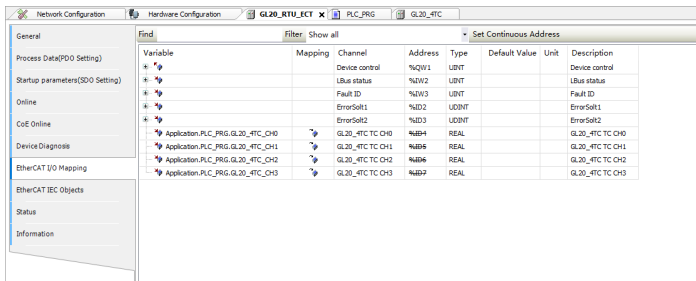 Network Configuration Hardware Configuration GL20_RTU_ECT x PLC_PRG GL20_4TC
General Find Filter Show all Set Continuous Address
Process Data(PDO Setting) Variable Mapping Channel Address Type Default Value Unit Description
Device control %QW1 UINT Device control
Startup parameters(SDO Setting) LBus status %IW2 UINT LBus status
Fault ID %IW3 UINT Fault ID
Online ErrorSolt1 %ID2 UDINT ErrorSolt1
CoE Online ErrorSolt2 %ID3 UDINT ErrorSolt2
Application.PLC_PRG.GL20_4TC_CH0 GL20_4TC TC CH0 %ID4 REAL GL20_4TC TC CH0
Device Diagnosis Application.PLC_PRG.GL20_4TC_CH1 GL20_4TC TC CH1 %ID5 REAL GL20_4TC TC CH1
EtherCAT I/O Mapping Application.PLC_PRG.GL20_4TC_CH2 GL20_4TC TC CH2 %ID6 REAL GL20_4TC TC CH2
Application.PLC_PRG.GL20_4TC_CH3 GL20_4TC TC CH3 %ID7 REAL GL20_4TC TC CH3
EtherCAT IEC Objects
Status
Information